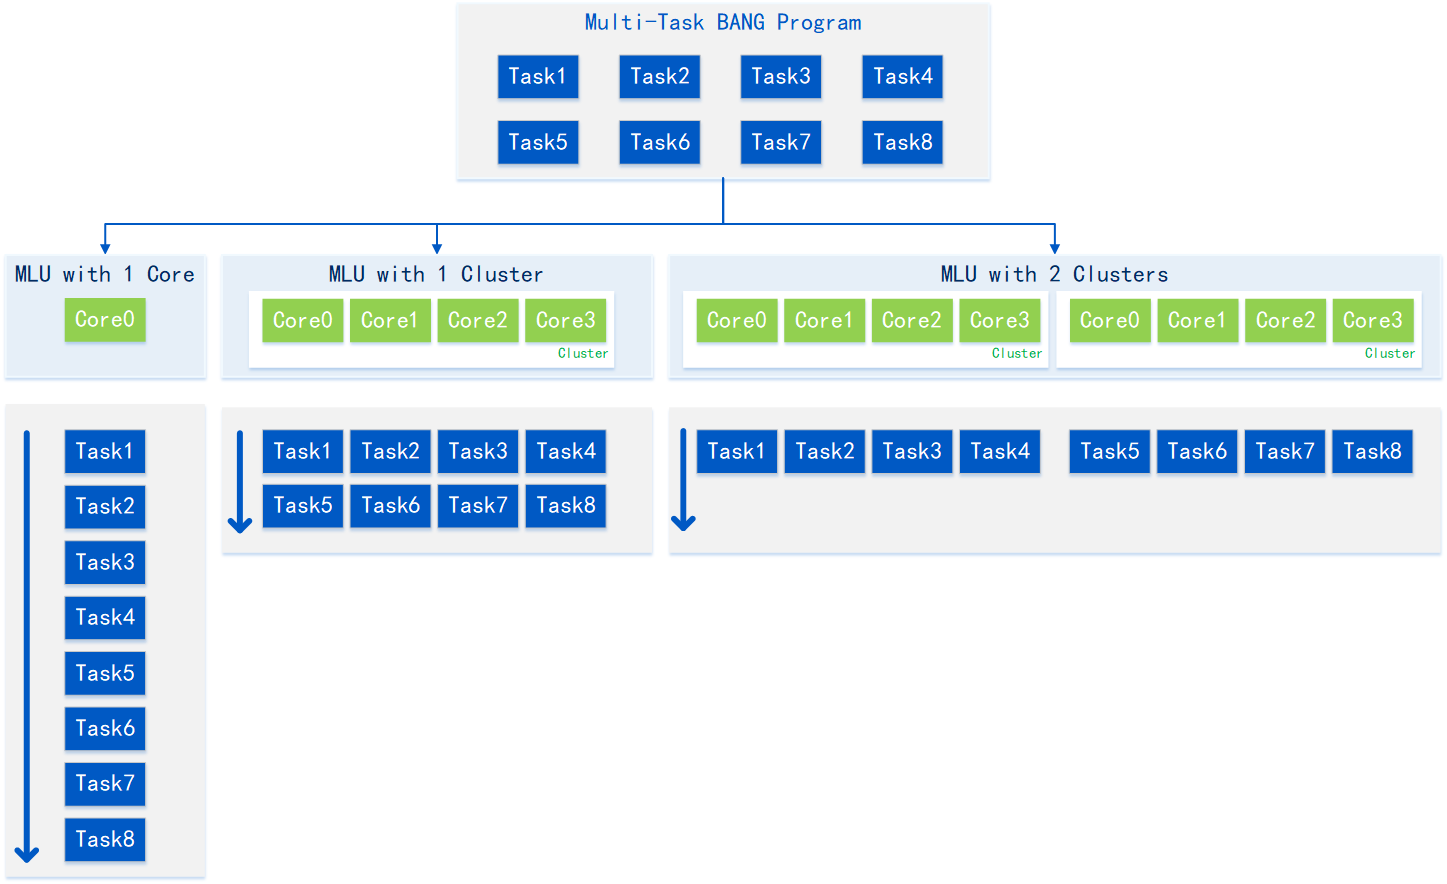 Multi-Task BANG Program
Task1 Task2 Task3 Task4
Task5 Task6 Task7 Task8
MLU with 1 Core
Core0
MLU with 1 Cluster
Core0 Core1 Core2 Core3
Cluster
MLU with 2 Clusters
Core0 Core1 Core2 Core3
Cluster
Core0 Core1 Core2 Core3
Cluster
Task1
Task2
Task3
Task4
Task5
Task6
Task7
Task8
Task1 Task2 Task3 Task4
Task5 Task6 Task7 Task8
Task1 Task2 Task3 Task4 Task5 Task6 Task7 Task8